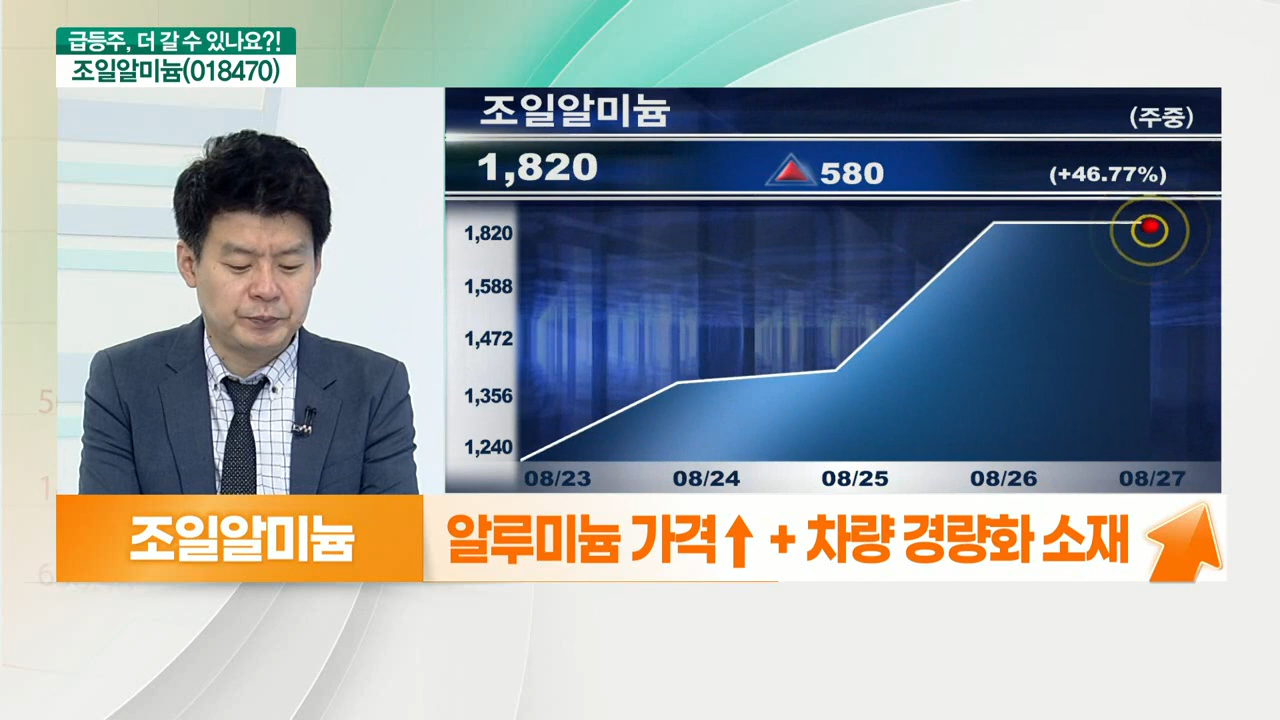 급등주, 더 갈 수 있나요?!
조일알미늄(018470)
조일알미늄
(주중)
1,820
580
(+46.77%)
1,820
1,588
1,472
1,356
1,240
08/23
08/24
08/25
08/26
08/27
조일알미늄
알루미늄 가격↑ + 차량 경량화 소재